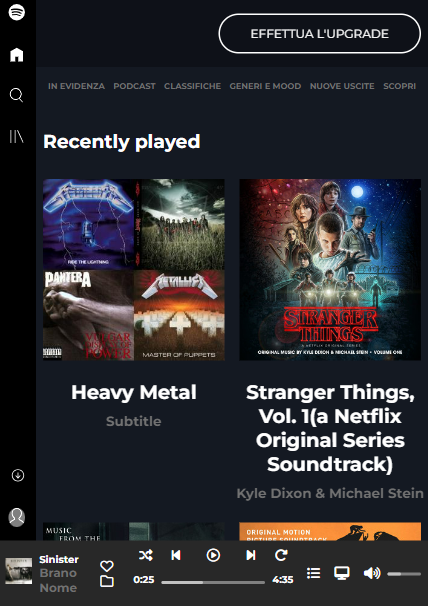 EFFETTUA L'UPGRADE
IN EVIDENZA PODCAST CLASSIFICHE GENERI E MOOD NUOVE USCITE SCOPRI
Recently played
METALLICA
RIDE THE LIGHTNING
PANTERA
VULGAR
DISPLAY OF
POWER
METALLICA
MASTER OF PUPPETS
STRANGER
THINGS
A NETFLIX ORIGINAL SERIES
ORIGINAL MUSIC BY KYLE DIXON & MICHAEL STEIN • VOLUME ONE
Heavy Metal
Subtitle
Stranger Things,
Vol. 1(a Netflix
Original Series
Soundtrack)
Kyle Dixon & Michael Stein
MUSIC
FROM THE
ORIGINAL MOTION
PICTURE SOUNDTRACK
Sinister
Brano
Nome
0:25
4:35